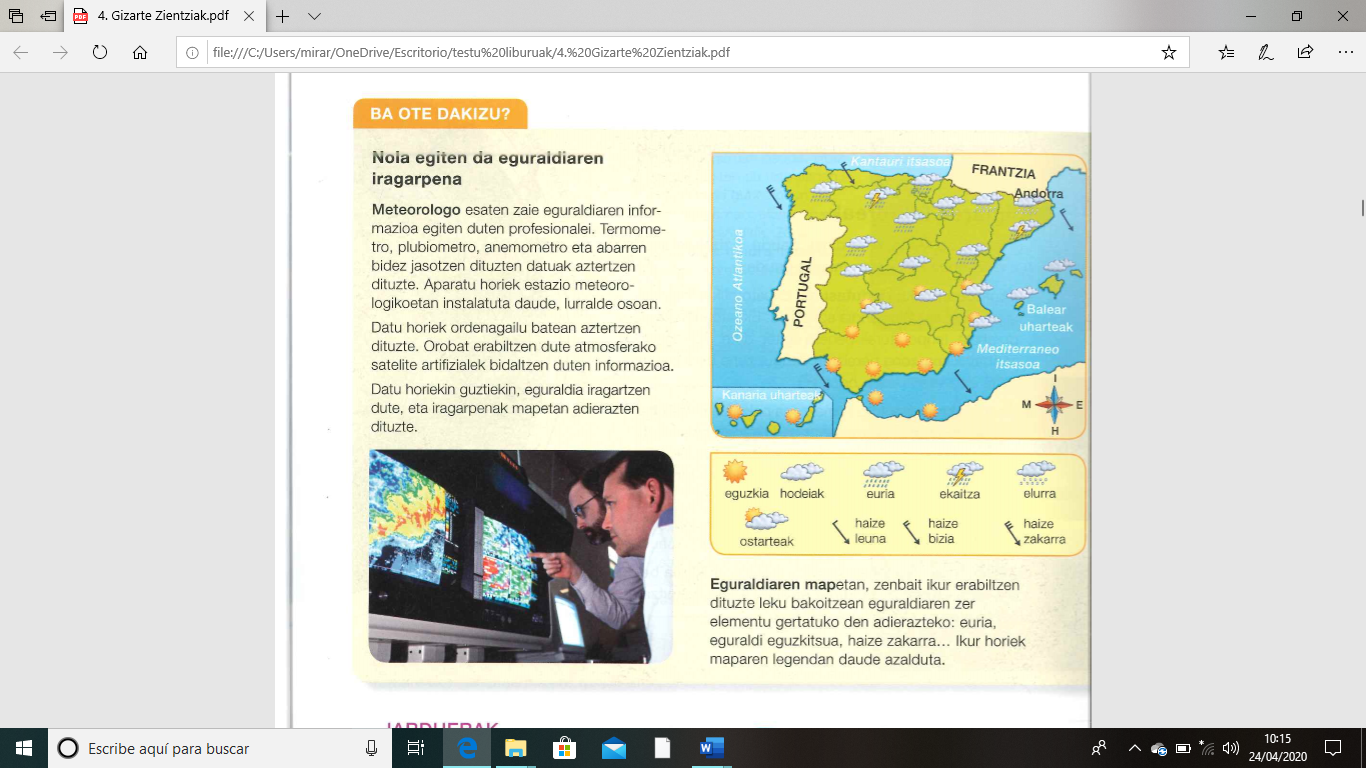 4. Gizarte Zientziak.pdf
file:///C:/Users/mirar/OneDrive/Escritorio/testu%20liburuak/4.%20Gizarte%20Zientziak.pdf
BA OTE DAKIZU?
Nola egiten da eguraldiaren
iragarpena
Meteorologo esaten zaie eguraldiaren infor-
mazioa egiten duten profesionalei. Termome-
tro, plubiometro, anemometro eta abarren
bidez jasotzen dituzten datuak aztertzen
dituzte. Aparatu horiek estazio meteoro-
logikoetan instalatuta daude, lurralde osoan.
Datu horiek ordenagailu batean aztertzen
dituzte. Orobat erabiltzen dute atmosferako
satelite artifizialek bidaltzen duten informazioa.
Datu horiekin guztiekin, eguraldia iragartzen
dute, eta iragarpenak mapetan adierazten
dituzte.
Kantauri itsasoa
FRANTZIA
Andorra
Ozeano Atlantikoa
PORTUGAL
Balear
uharteak
Mediterraneo
itsasoa
Kanaria uharteak
I
M
E
H
eguzkia hodeiak euria ekaitza elurra
ostarteak
haize
leuna
haize
bizia
haize
zakarra
Eguraldiaren mapetan, zenbait ikur erabiltzen
dituzte leku bakoitzean eguraldiaren zer
elementu gertatuko den adierazteko: euria,
eguraldi eguzkitsua, haize zakarra... Ikur horiek
maparen legendan daude azalduta.
JARDUERAK
Escribe aquí para buscar
10:15
24/04/2020